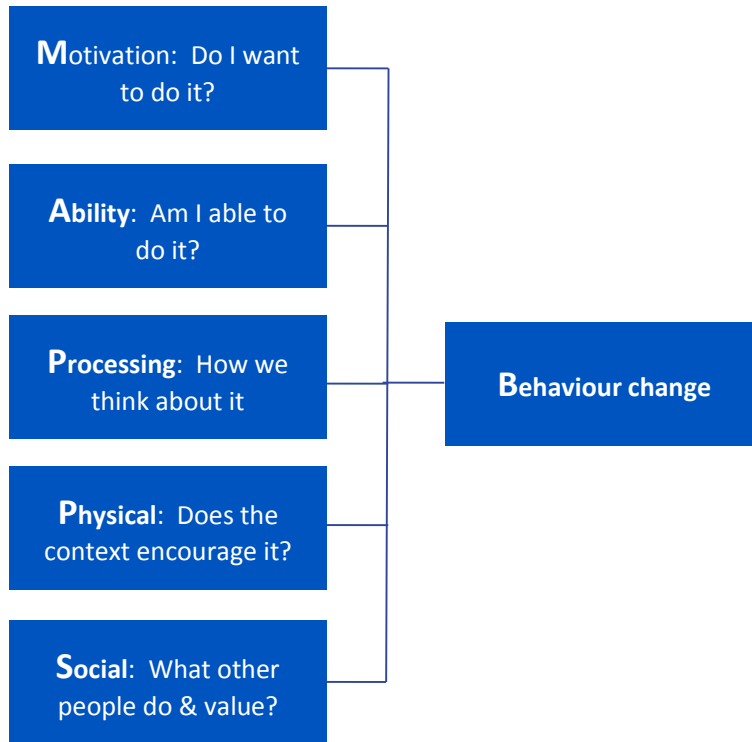 Motivation: Do I want
to do it?
Ability: Am I able to
do it?
Processing: How we
think about it
Physical: Does the
context encourage it?
Social: What other
people do & value?
Behaviour change